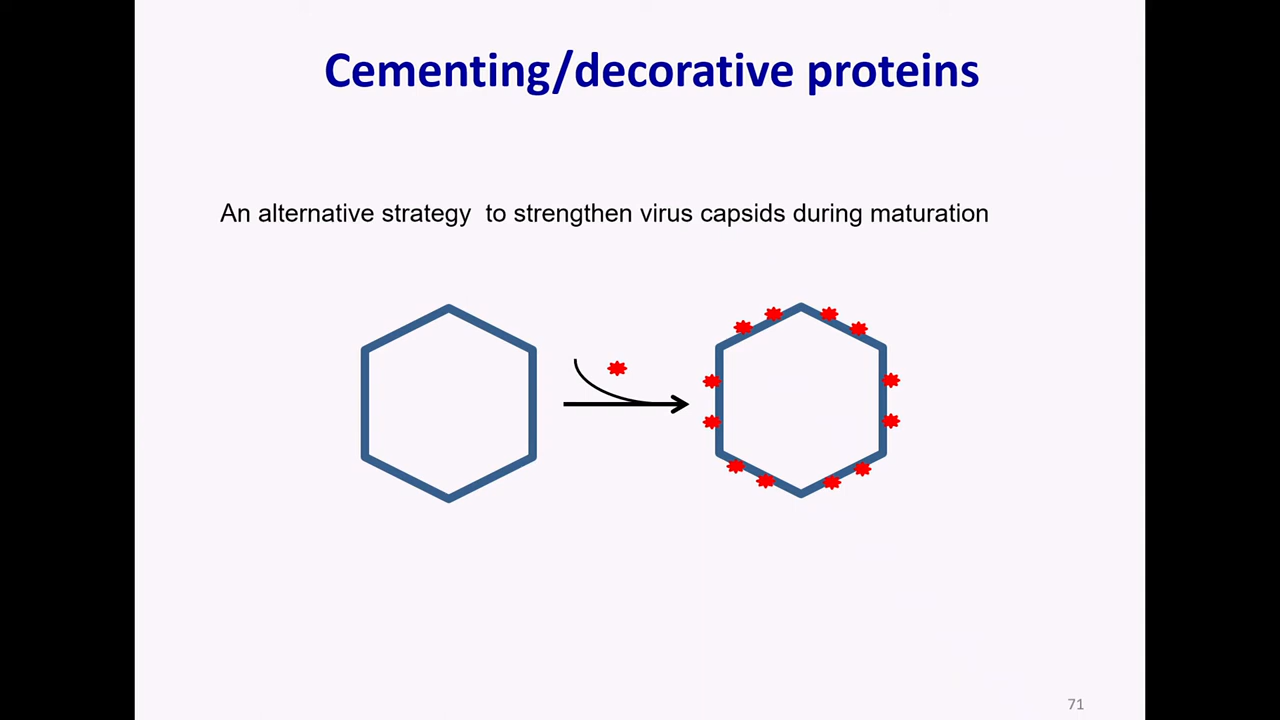 Cementing/decorative proteins
An alternative strategy  to strengthen virus capsids during maturation
71